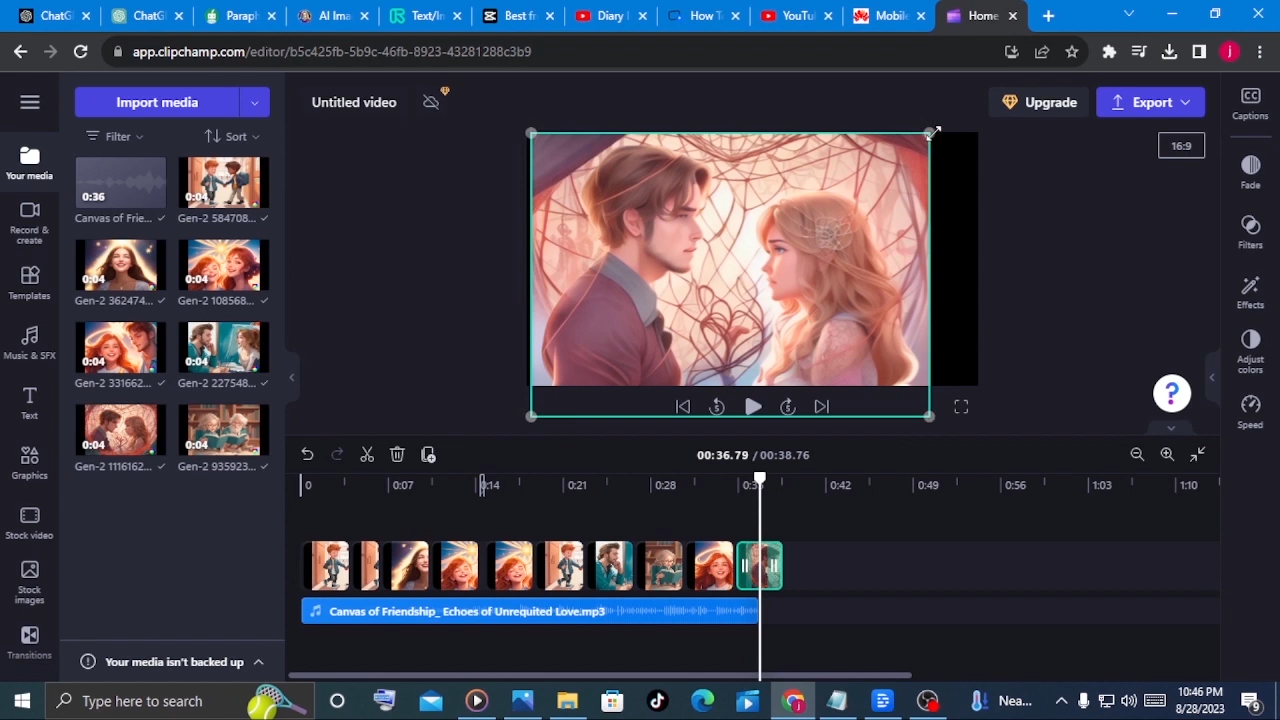 ChatG
ChatG
Paraph
AI Ima
Text/In
Best f
Diary
How T
YouTu
Mobile
Home
app.clipchamp.com/editor/b5c425fb-5b9c-46fb-8923-43281288c3b9
j
Import media
Untitled video
Upgrade
Export
CC
Captions
Filter
Sort
16:9
Your media
0:36
0:04
Canvas of Frie...
Gen-2 584708...
Fade
Record &
create
0:04
0:04
Gen-2 362474...
Gen-2 108568...
Filters
Templates
Effects
0:04
0:04
Gen-2 331662...
Gen-2 227548...
Music & SFX
Adjust
colors
Text
0:04
0:04
Gen-2 1116162...
Gen-2 935923...
5
5
?
Speed
Graphics
00:36.79 / 00:38.76
0
0:07
0:14
0:21
0:28
0:42
0:49
0:56
1:03
1:10
Stock video
Stock
images
Canvas of Friendship_ Echoes of Unrequited Love.mp3
Transitions
Your media isn't backed up
Type here to search
j
Nea...
10:46 PM
8/28/2023
9